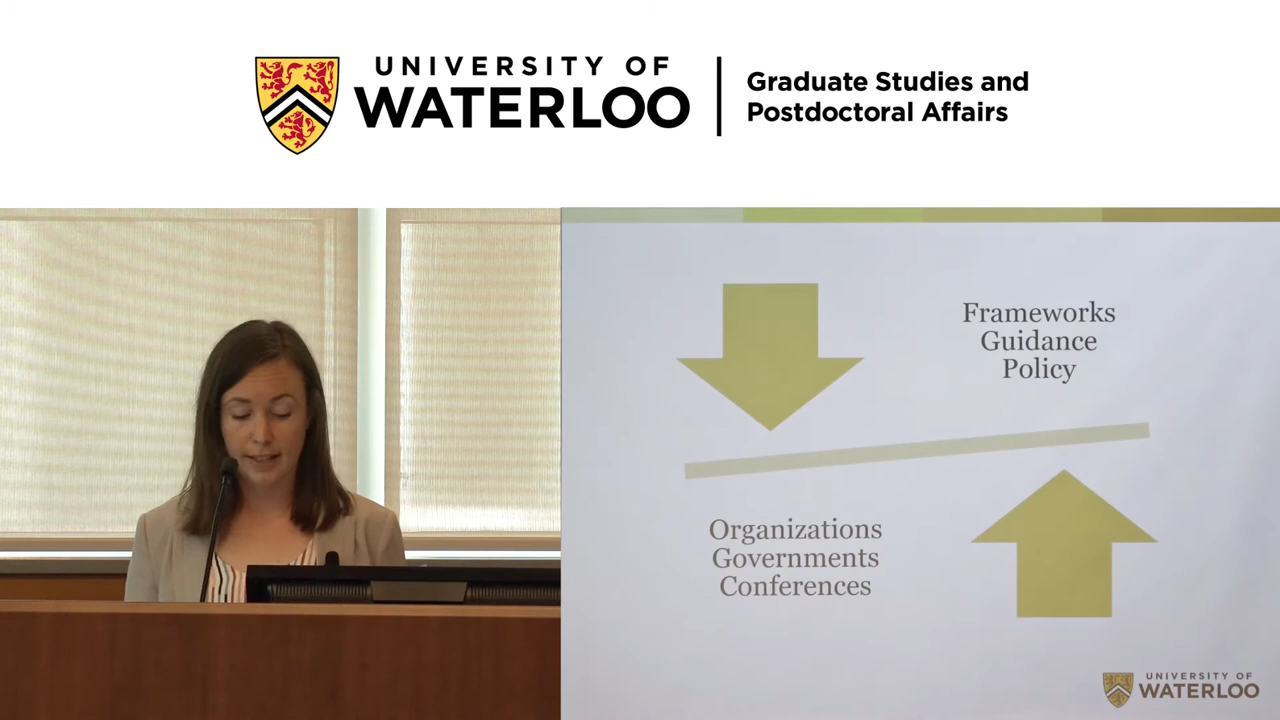 UNIVERSITY OF
WATERLOO
Graduate Studies and
Postdoctoral Affairs
Frameworks
Guidance
Policy
Organizations
Governments
Conferences
UNIVERSITY OF
WATERLOO